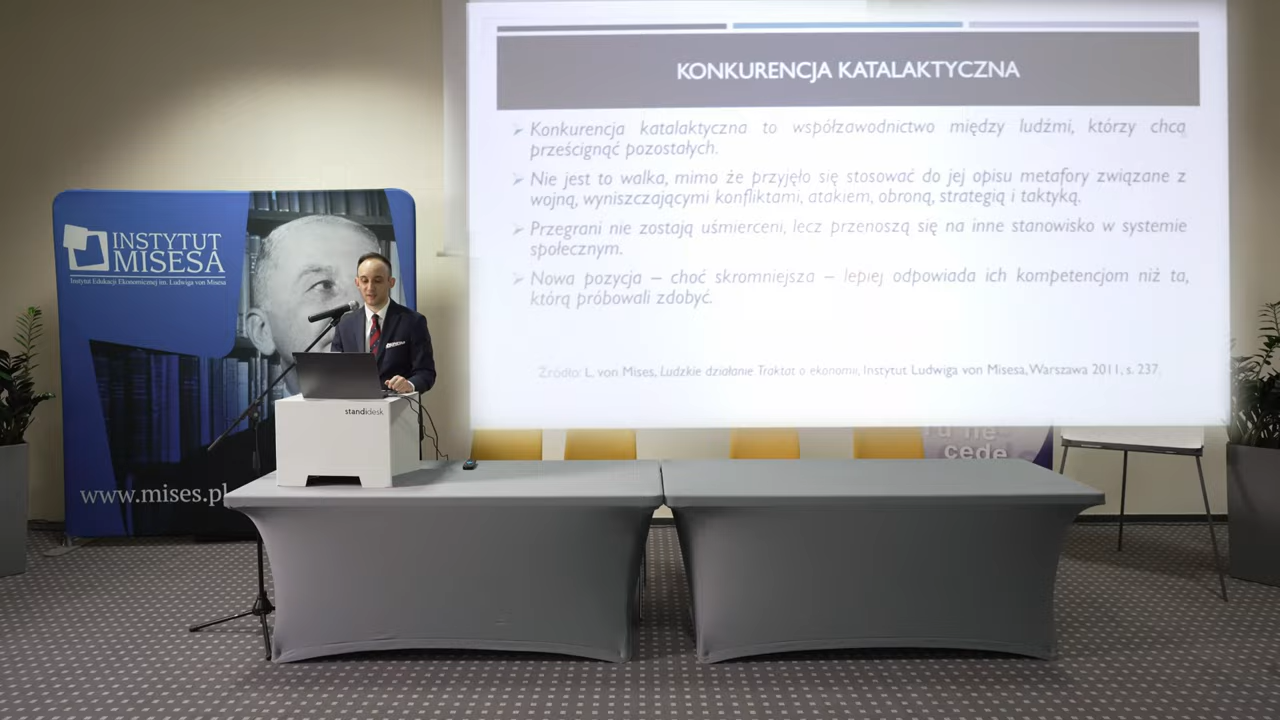 KONKURENCJA KATALAKTYCZNA
Konkurencja katalaktyczna to współzawodnictwo między ludźmi, którzy chcą
prześcignąć pozostałych.
Nie jest to walka, mimo że przyjęło się stosować do jej opisu metafory związane z
wojną, wyniszczającymi konfliktami, atakiem, obroną, strategią i taktyką.
Przegrani nie zostają uśmierceni, lecz przenoszą się na inne stanowisko w systemie
społecznym.
Nowa pozycja – choć skromniejsza – lepiej odpowiada ich kompetencjom niż ta,
którą próbowali zdobyć.
Źródło: L. von Mises, Ludzkie działanie Traktat o ekonomii, Instytut Ludwiga von Misesa, Warszawa 2011, s. 237.
INSTYTUT
MISESA
Instytut Edukacji Ekonomicznej im. Ludwiga von Misesa
www.mises.pl
standidesk
ne
cede